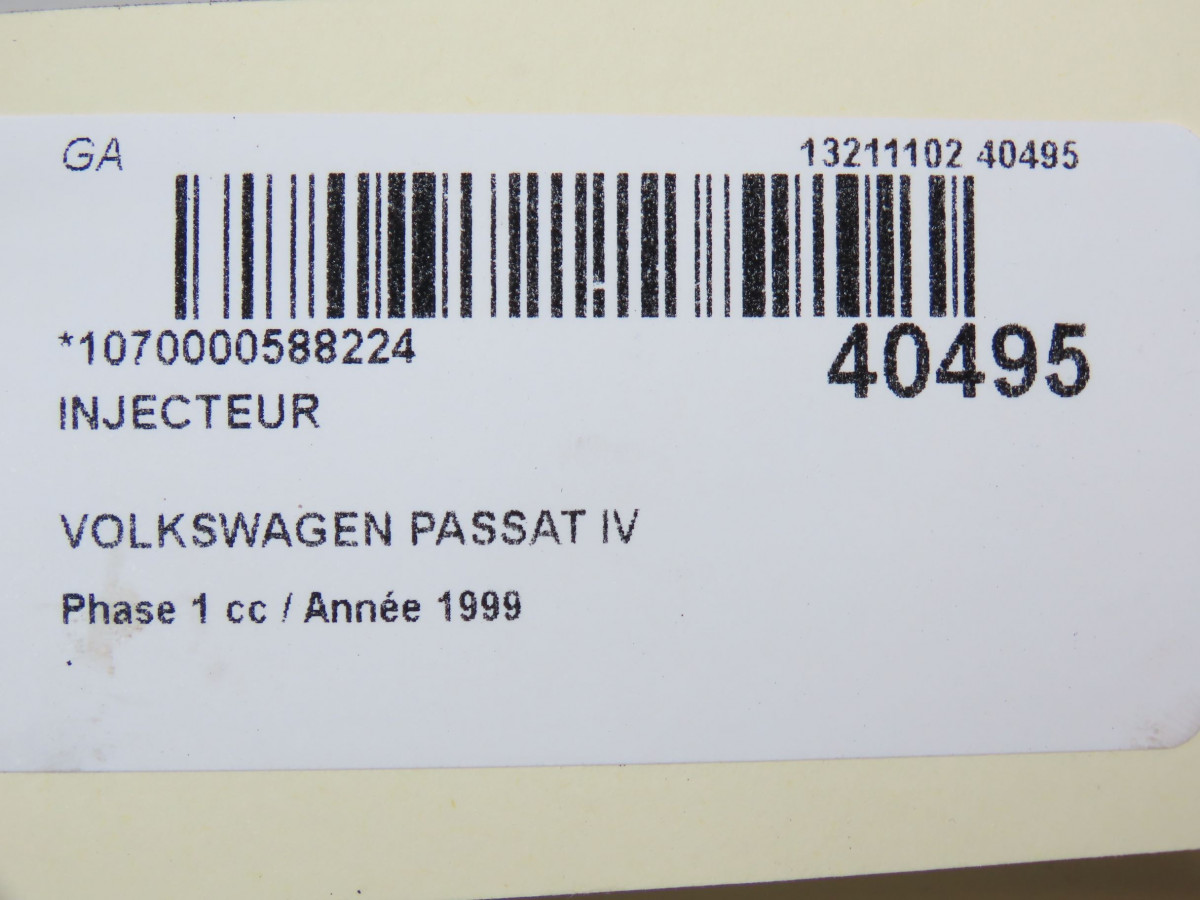 GA 13211102 40495
*1070000588224 40495
INJECTEUR
VOLKSWAGEN PASSAT IV
Phase 1 cc / Année 1999
.